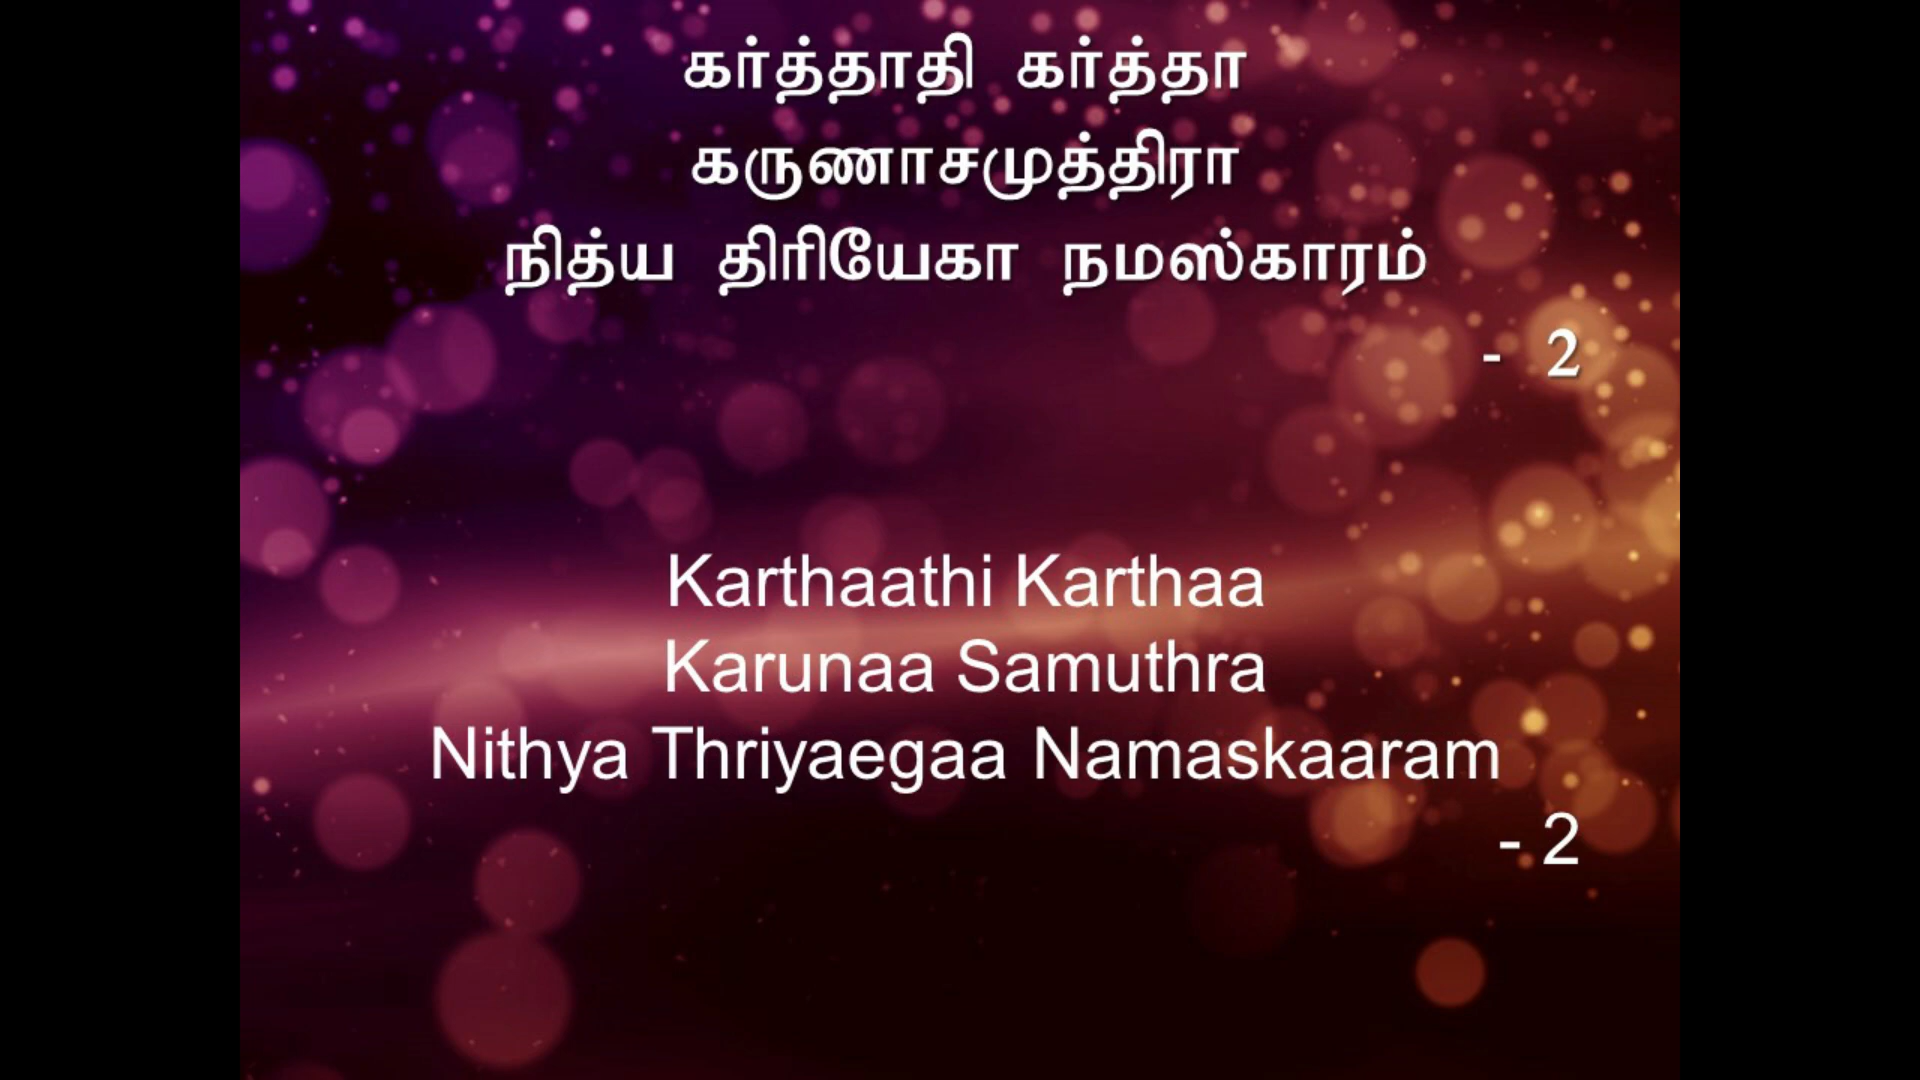 கர்த்தாதி கர்த்தா
கருணாசமுத்திரா
நித்ய திரியேகா நமஸ்காரம்
- 2
Karthaathi Karthaa
Karunaa Samuthra
Nithya Thriyaegaa Namaskaaram
- 2